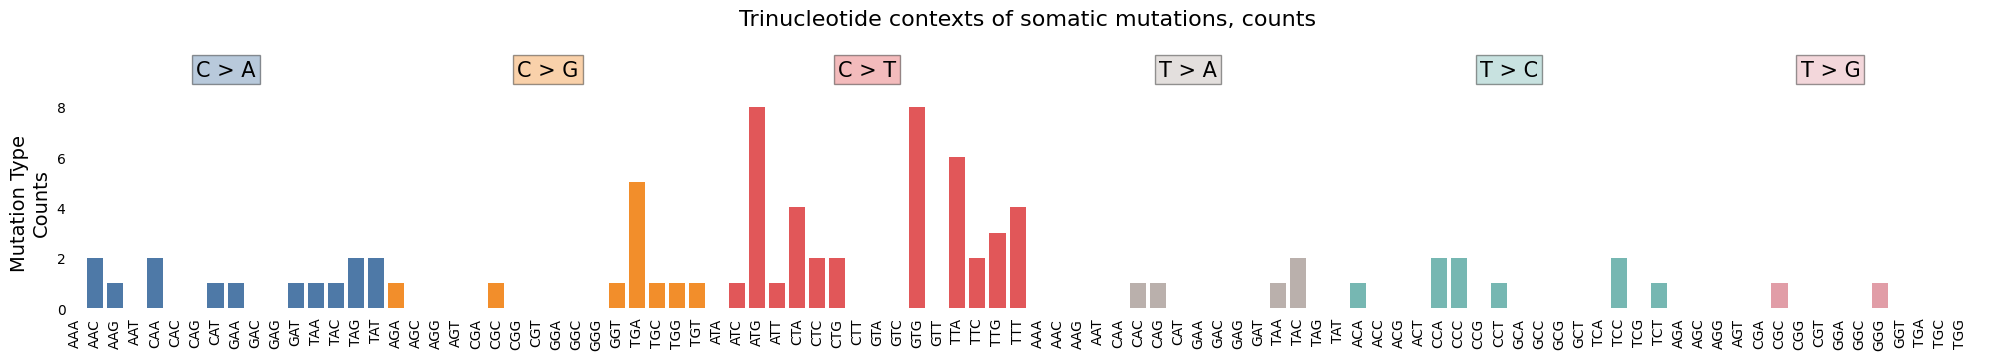 Trinucleotide contexts of somatic mutations, counts
C > A
C > G
C > T
T > A
T > C
T > G
Mutation Type
Counts
8
6
4
2
0
AAA AAC AAG AAT CAA CAC CAG CAT GAA GAC GAG GAT TAA TAC TAG TAT AGA AGC AGG AGT CGA CGC CGG CGT GGA GGC GGG GGT TGA TGC TGG TGT ATA ATC ATG ATT CTA CTC CTG CTT GTA GTC GTG GTT TTA TTC TTG TTT AAA AAC AAG AAT CAA CAC CAG CAT GAA GAC GAG GAT TAA TAC TAG TAT ACA ACC ACG ACT CCA CCC CCG CCT GCA GCC GCG GCT TCA TCC TCG TCT AGA AGC AGG AGT CGA CGC CGG CGT GGA GGC GGG GGT TGA TGC TGG